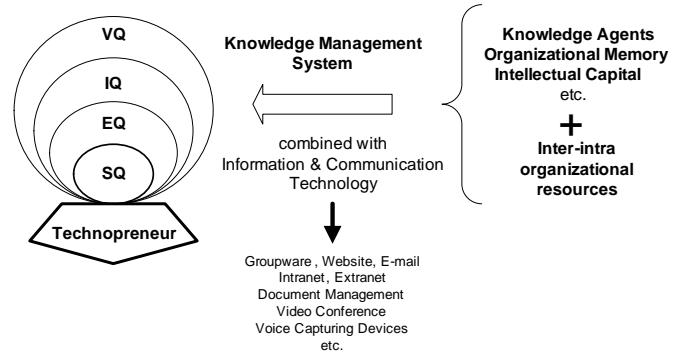 VQ
IQ
EQ
SQ
Technopreneur
Knowledge Management
System
combined with
Information & Communication
Technology
Groupware , Website, E-mail
Intranet, Extranet
Document Management
Video Conference
Voice Capturing Devices
etc.
Knowledge Agents
Organizational Memory
Intellectual Capital
etc.
+
Inter-intra
organizational
resources